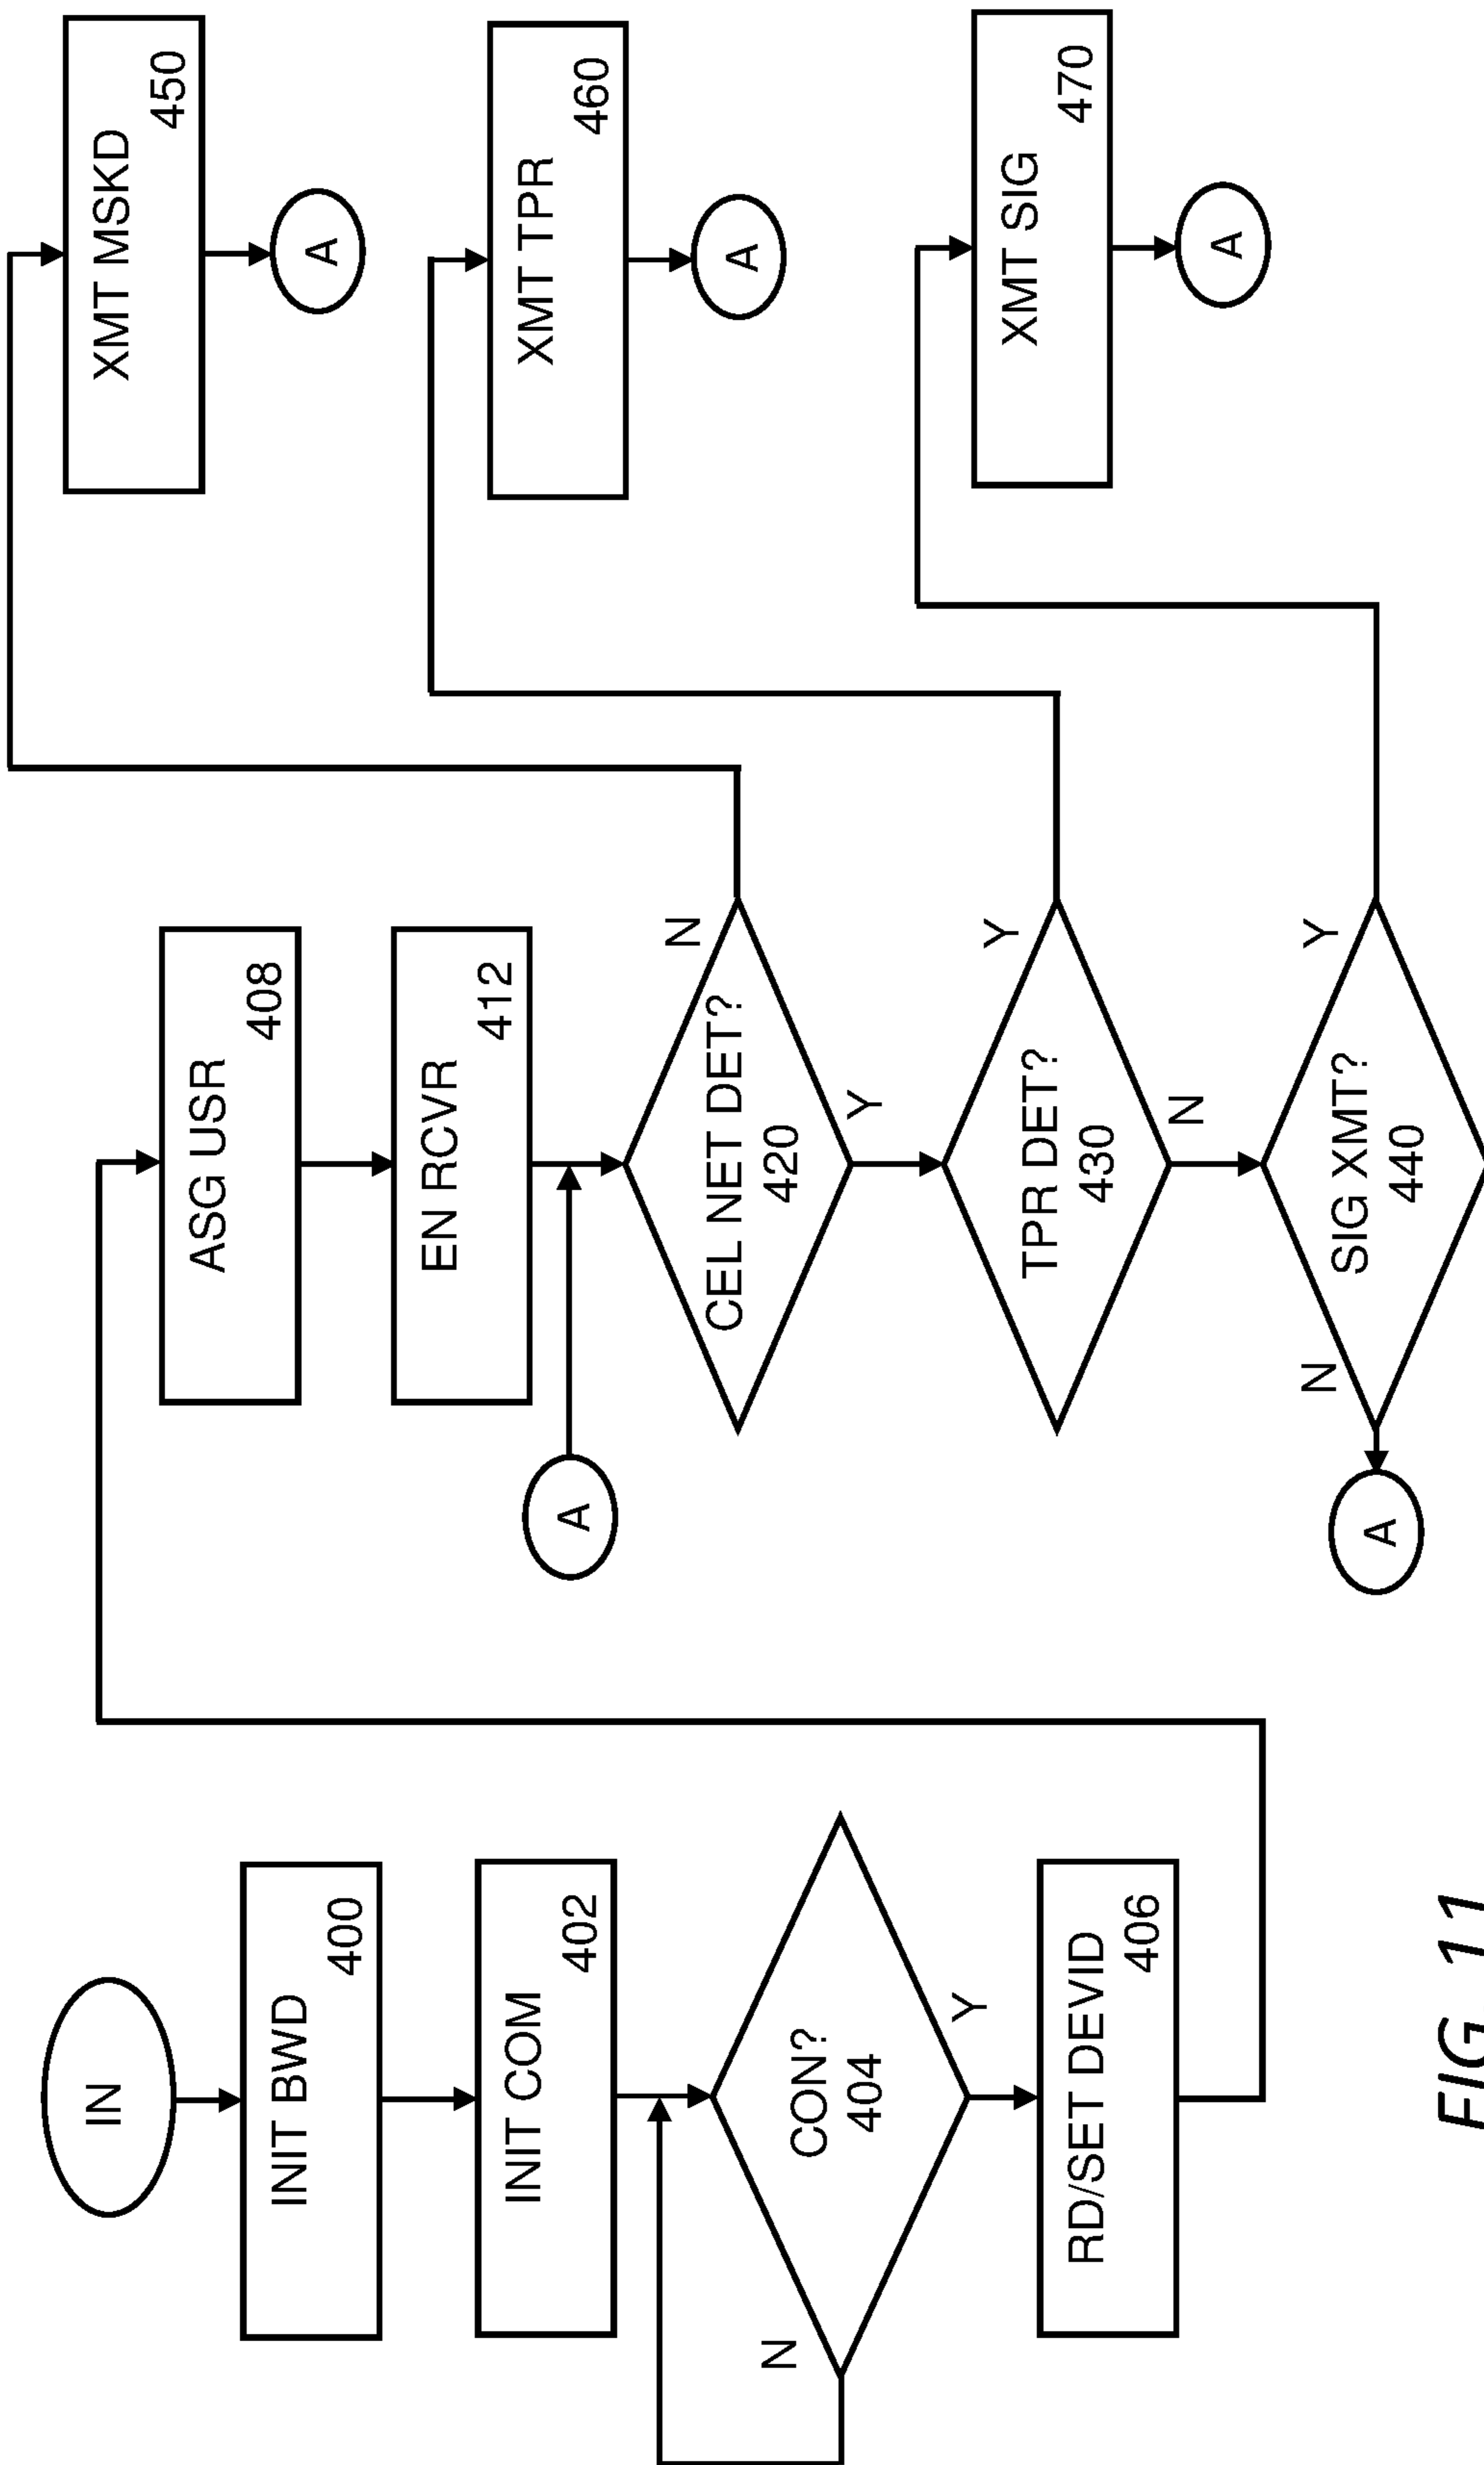 IN
INIT BWD
400
INIT COM
402
CON?
404
N
Y
RD/SET DEVID
406
ASG USR
408
EN RCVR
412
A
CEL NET DET?
420
N
Y
TPR DET?
430
Y
N
SIG XMT?
440
Y
N
A
XMT MSKD
450
A
XMT TPR
460
A
XMT SIG
470
A
FIG. 11